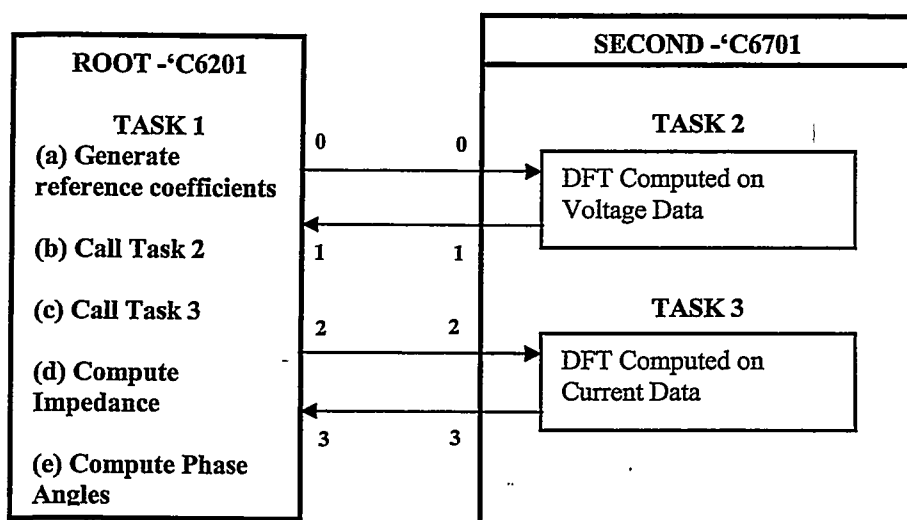 ROOT -‘C6201
TASK 1
(a) Generate
reference coefficients
(b) Call Task 2
(c) Call Task 3
(d) Compute
Impedance
(e) Compute Phase
Angles
0 0
1 1
2 2
3 3
SECOND -‘C6701
TASK 2
DFT Computed on
Voltage Data
TASK 3
DFT Computed on
Current Data